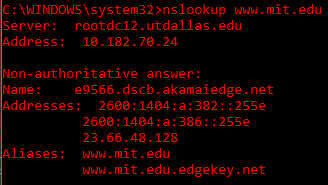 C:\WINDOWS\system32>nslookup www.mit.edu
Server:  rootdc12.utdallas.edu
Address:  10.182.70.24
Non-authoritative answer:
Name:    e9566.dscb.akamaiedge.net
Addresses:  2600:1404:a:382::255e
          2600:1404:a:386::255e
          23.66.48.128
Aliases:  www.mit.edu
          www.mit.edu.edgekey.net